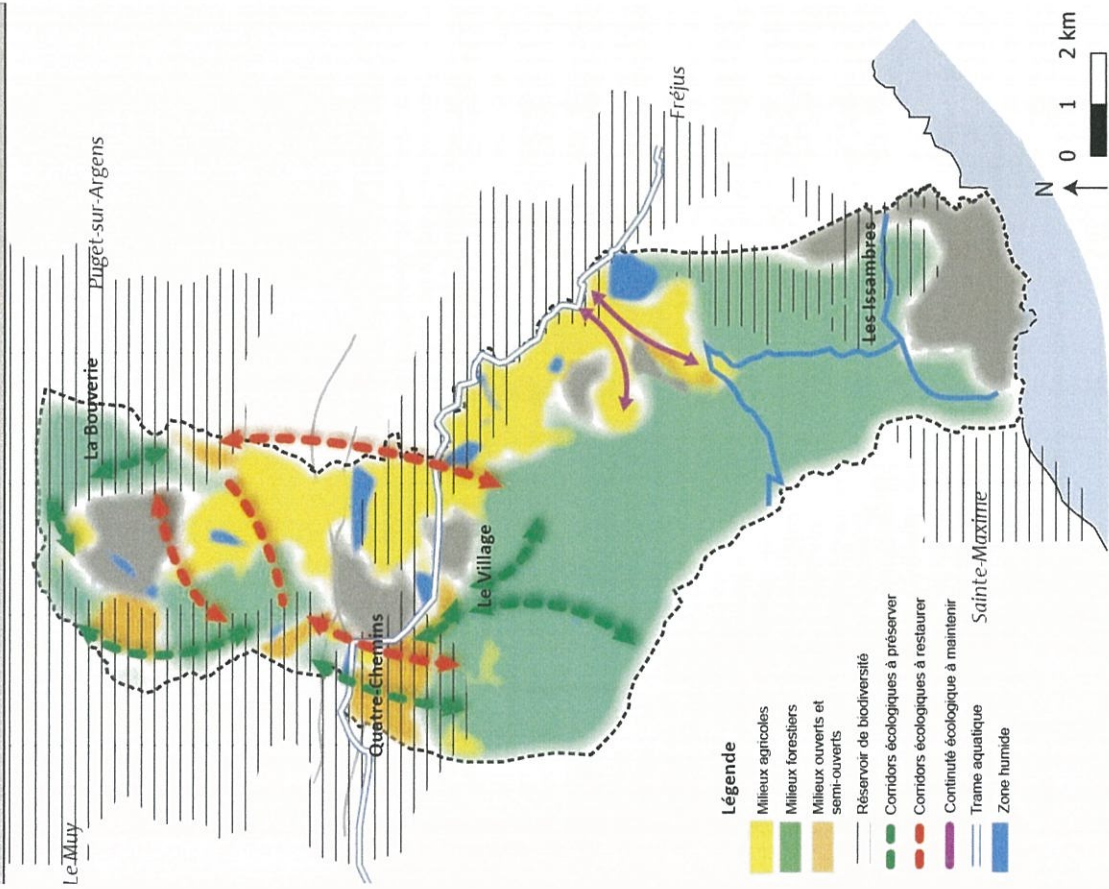 Le Muy
Puget-sur-Argens
La Bouverie
Quatre-Chemins
Le Village
Fréjus
Les Issambres
Sainte-Maxime
N
0 1 2 km
Légende
Milieux agricoles
Milieux forestiers
Milieux ouverts et
semi-ouverts
Réservoir de biodiversité
Corridors écologiques à préserver
Corridors écologiques à restaurer
Continuité écologique à maintenir
Trame aquatique
Zone humide